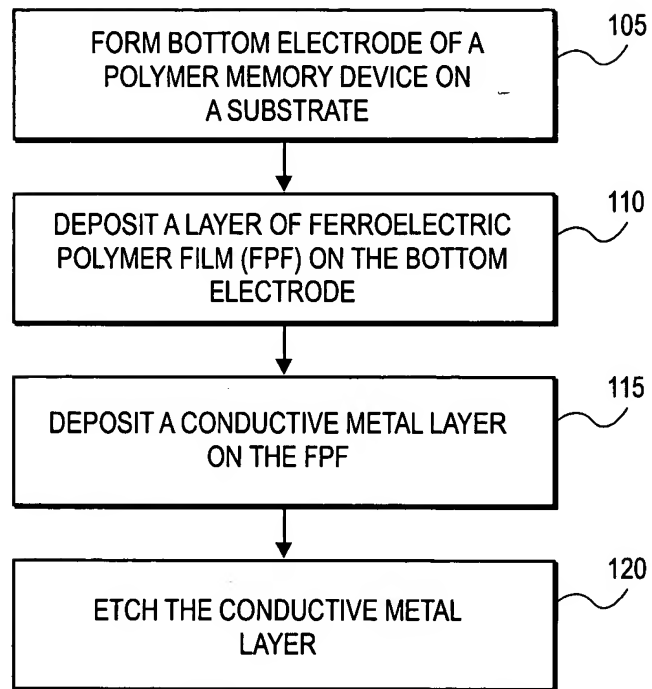 FORM BOTTOM ELECTRODE OF A
POLYMER MEMORY DEVICE ON
A SUBSTRATE
105
DEPOSIT A LAYER OF FERROELECTRIC
POLYMER FILM (FPF) ON THE BOTTOM
ELECTRODE
110
DEPOSIT A CONDUCTIVE METAL LAYER
ON THE FPF
115
ETCH THE CONDUCTIVE METAL
LAYER
120